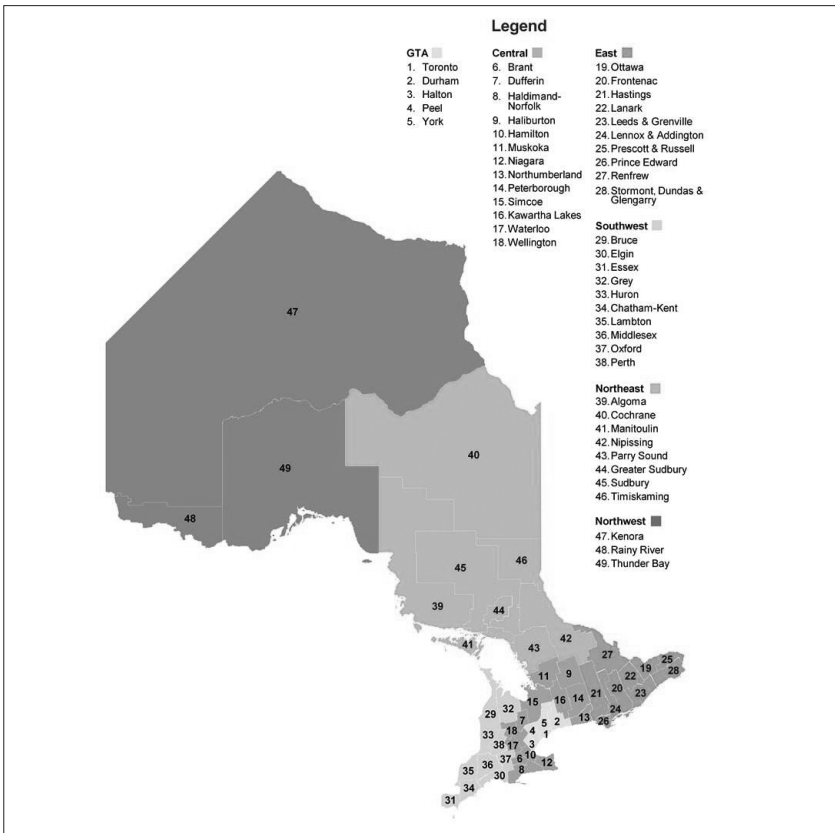 Legend
GTA
1. Toronto
2. Durham
3. Halton
4. Peel
5. York
Central
6. Brant
7. Dufferin
8. Haldimand-
Norfolk
9. Haliburton
10. Hamilton
11. Muskoka
12. Niagara
13. Northumberland
14. Peterborough
15. Simcoe
16. Kawartha Lakes
17. Waterloo
18. Wellington
East
19. Ottawa
20. Frontenac
21. Hastings
22. Lanark
23. Leeds & Grenville
24. Lennox & Addington
25. Prescott & Russell
26. Prince Edward
27. Renfrew
28. Stormont, Dundas &
Glengarry
Southwest
29. Bruce
30. Elgin
31. Essex
32. Grey
33. Huron
34. Chatham-Kent
35. Lambton
36. Middlesex
37. Oxford
38. Perth
Northeast
39. Algoma
40. Cochrane
41. Manitoulin
42. Nipissing
43. Parry Sound
44. Greater Sudbury
45. Sudbury
46. Timiskaming
Northwest
47. Kenora
48. Rainy River
49. Thunder Bay
47
40
49
48
46
45
39
44
42
41
43
27
25
19
28
11
9
22
20
23
21
16
14
15
32
29
24
13
26
7
5
2
18
4
1
33
38
17
3
10
37
6
12
36
35
8
30
34
31